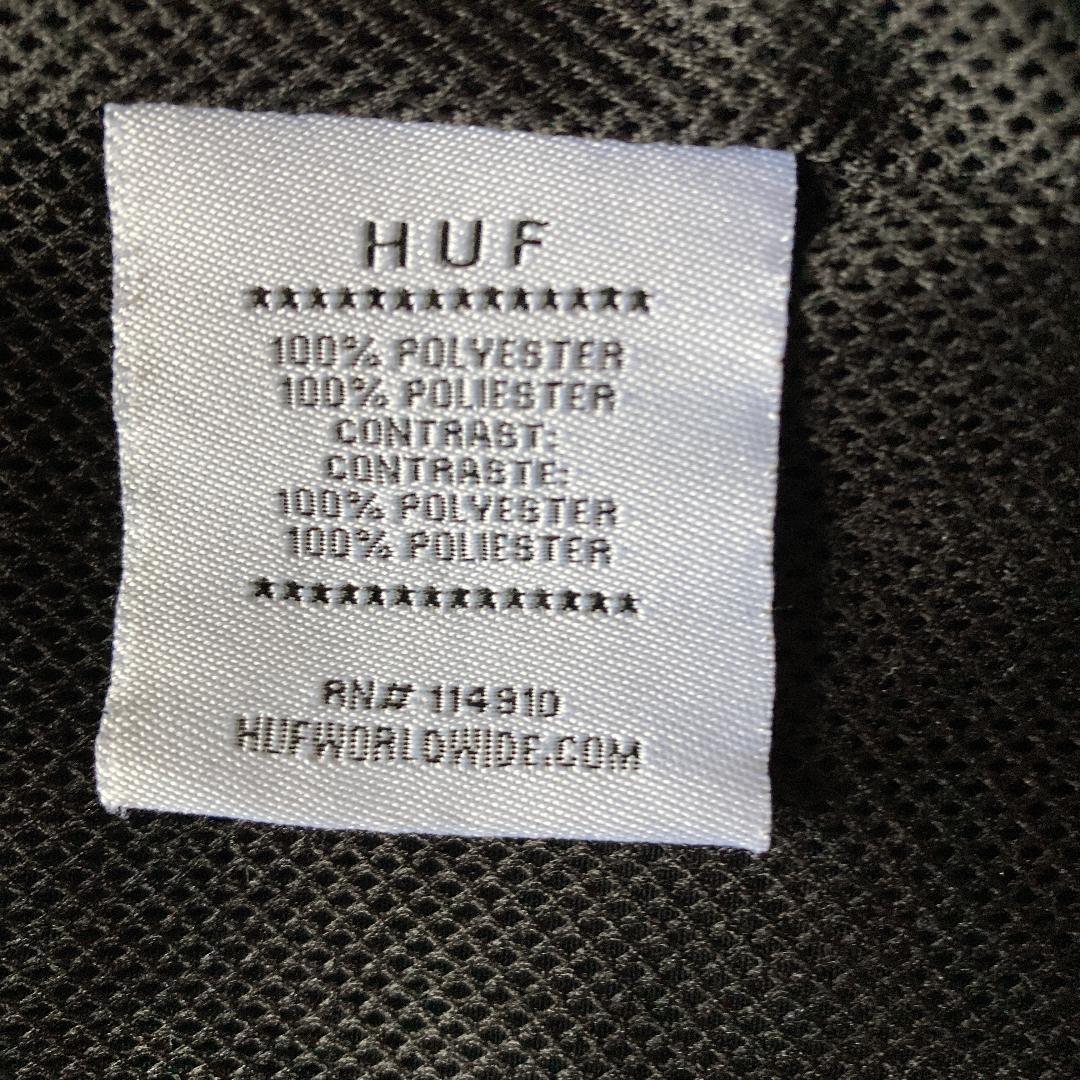 HUF
★★★★★★★★★★★★★★
100% POLYESTER
100% POLIESTER
CONTRAST:
CONTRASTE:
100% POLYESTER
100% POLIESTER
★★★★★★★★★★★★★★
RN# 114910
HUFWORLDWIDE.COM